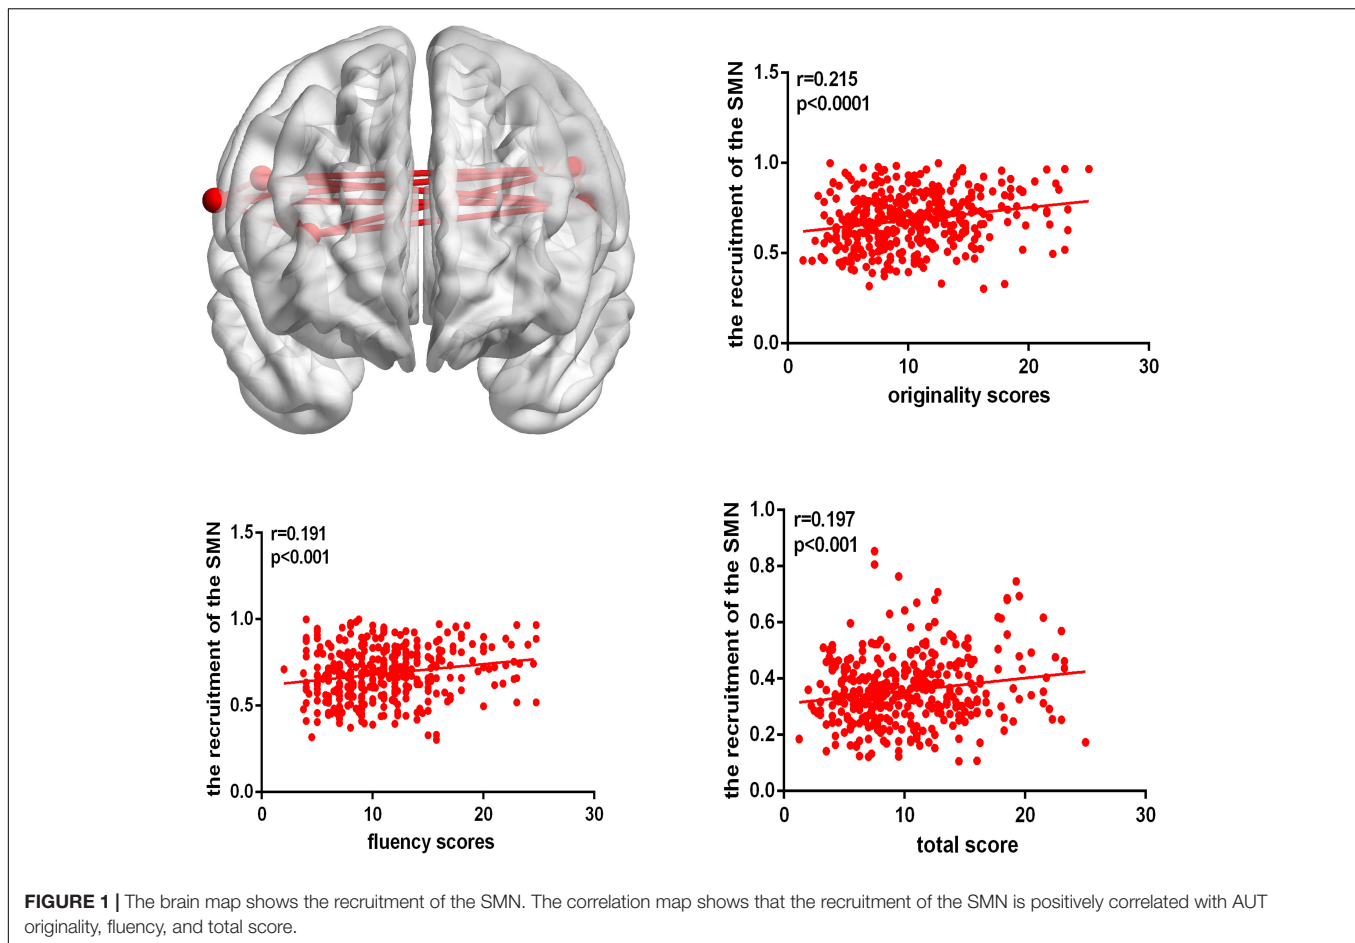 the recruitment of the SMN
1.5
1.0
0.5
0.0
r=0.215
p<0.0001
0
10
20
30
originality scores
the recruitment of the SMN
1.5
1.0
0.5
0.0
r=0.191
p<0.001
0
10
20
30
fluency scores
the recruitment of the SMN
1.0
0.8
0.6
0.4
0.2
0.0
r=0.197
p<0.001
0
10
20
30
total score
FIGURE 1 | The brain map shows the recruitment of the SMN. The correlation map shows that the recruitment of the SMN is positively correlated with AUT
originality, fluency, and total score.